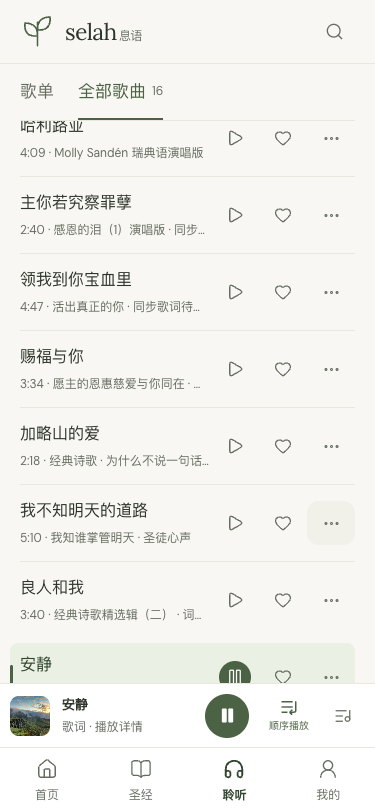 selah 息语
歌单
全部歌曲 16
哈利路亚
4:09 · Molly Sandén 瑞典语演唱版
主你若究察罪孽
2:40 · 感恩的泪（1）演唱版 · 同步…
领我到你宝血里
4:47 · 活出真正的你 · 同步歌词待…
赐福与你
3:34 · 愿主的恩惠慈爱与你同在 · …
加略山的爱
2:18 · 经典诗歌 · 为什么不说一句话…
我不知明天的道路
5:10 · 我知谁掌管明天 · 圣徒心声
良人和我
3:40 · 经典诗歌精选辑（二） · 词…
安静
安静
歌词 · 播放详情
顺序播放
首页
圣经
聆听
我的